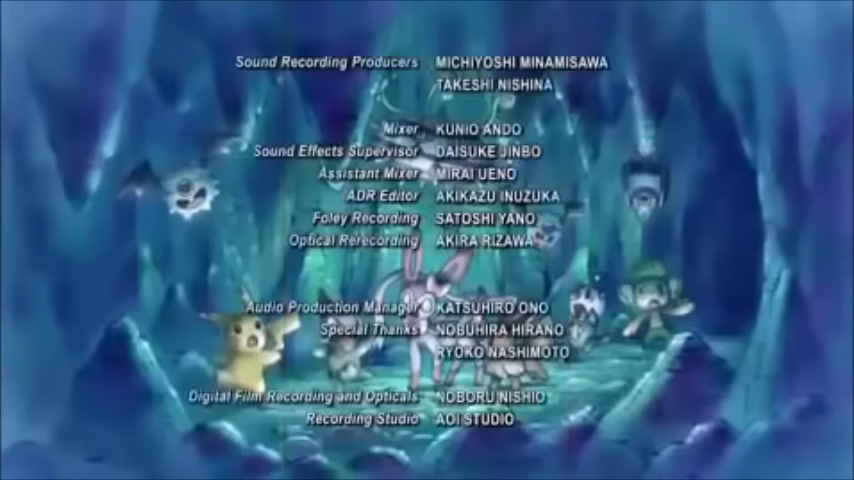 Sound Recording Producers MICHIYOSHI MINAMISAWA
TAKESHI NISHINA
Mixer KUNIO ANDO
Sound Effects Supervisor DAISUKE JINBO
Assistant Mixer MIRAI UENO
ADR Editor AKIKAZU INUZUKA
Foley Recording SATOSHI YANO
Optical Rerecording AKIRA RIZAWA
Audio Production Manager KATSUHIRO ONO
Special Thanks NOBUHIRA HIRANO
RYOKO NASHIMOTO
Digital Film Recording and Opticals NOBORU NISHIO
Recording Studio AOI STUDIO